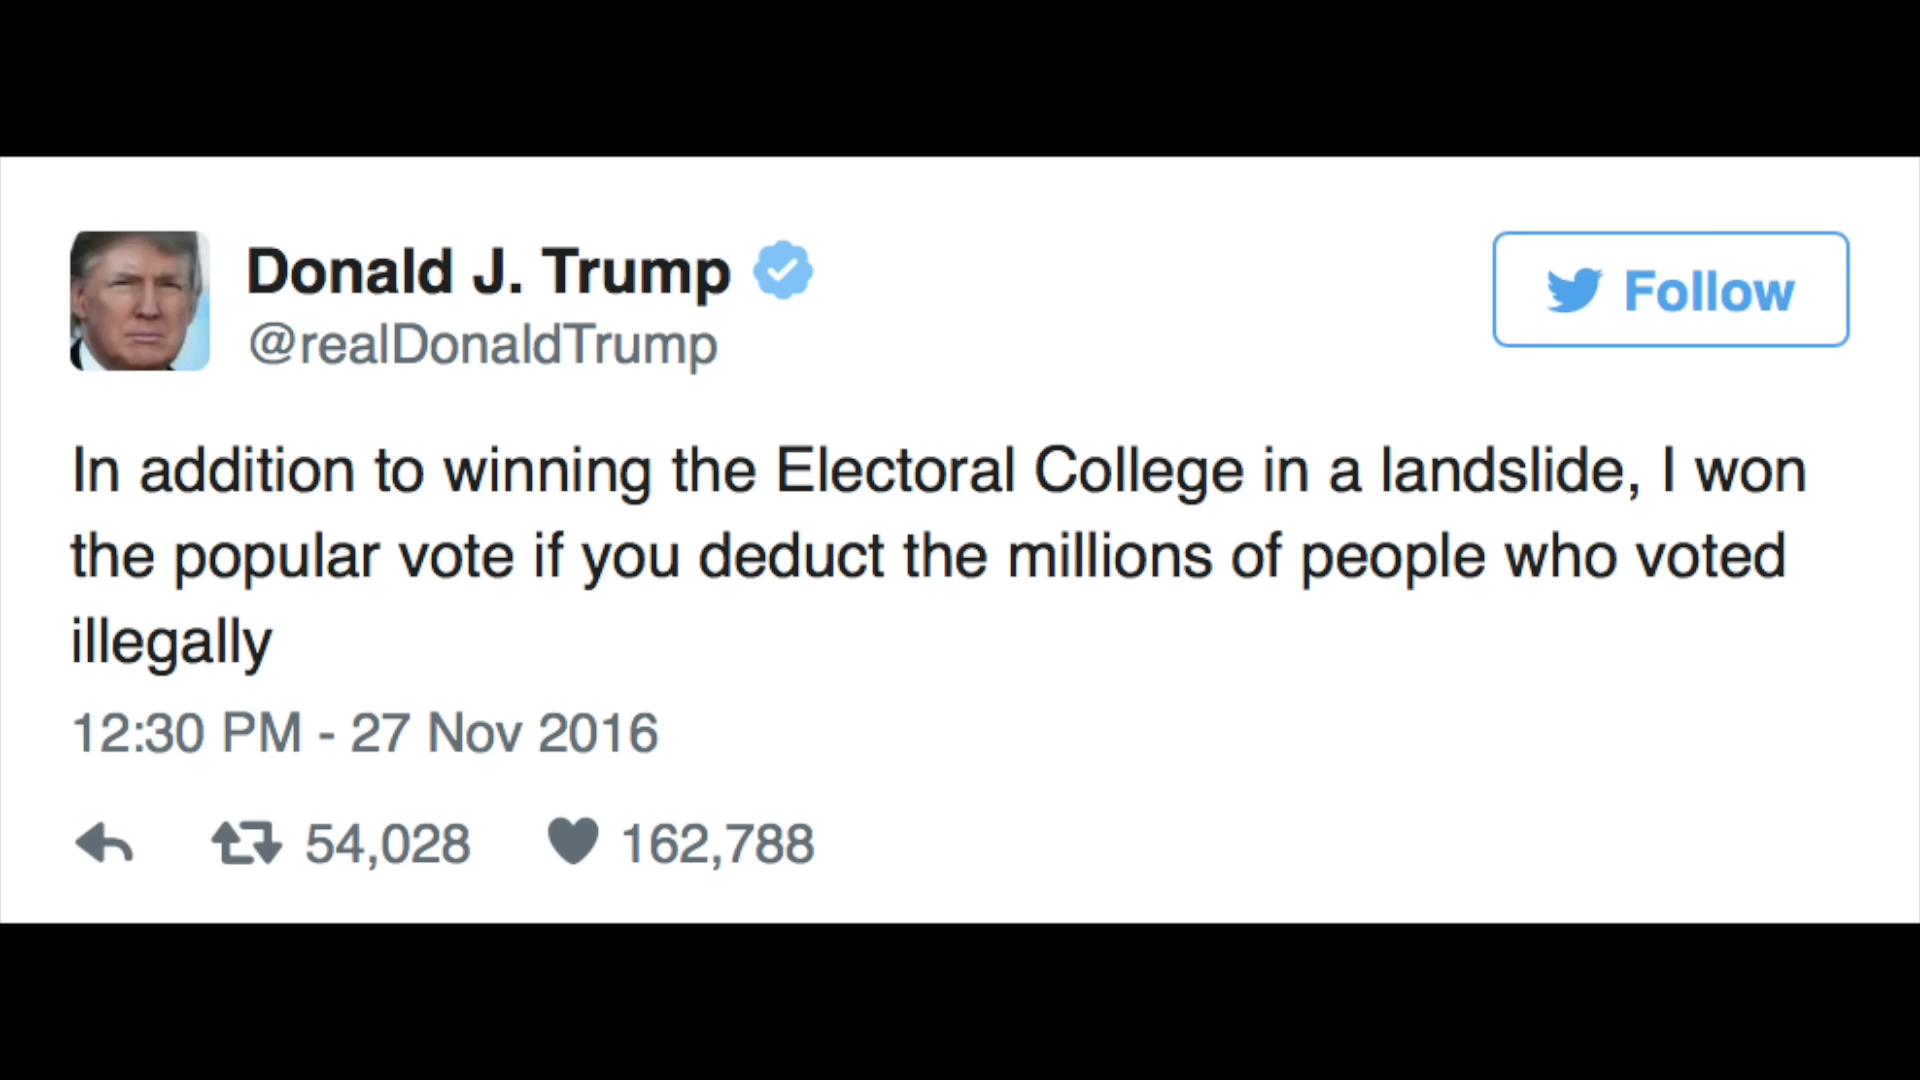 Donald J. Trump
@realDonaldTrump
Follow
In addition to winning the Electoral College in a landslide, I won
the popular vote if you deduct the millions of people who voted
illegally
12:30 PM - 27 Nov 2016
54,028 162,788